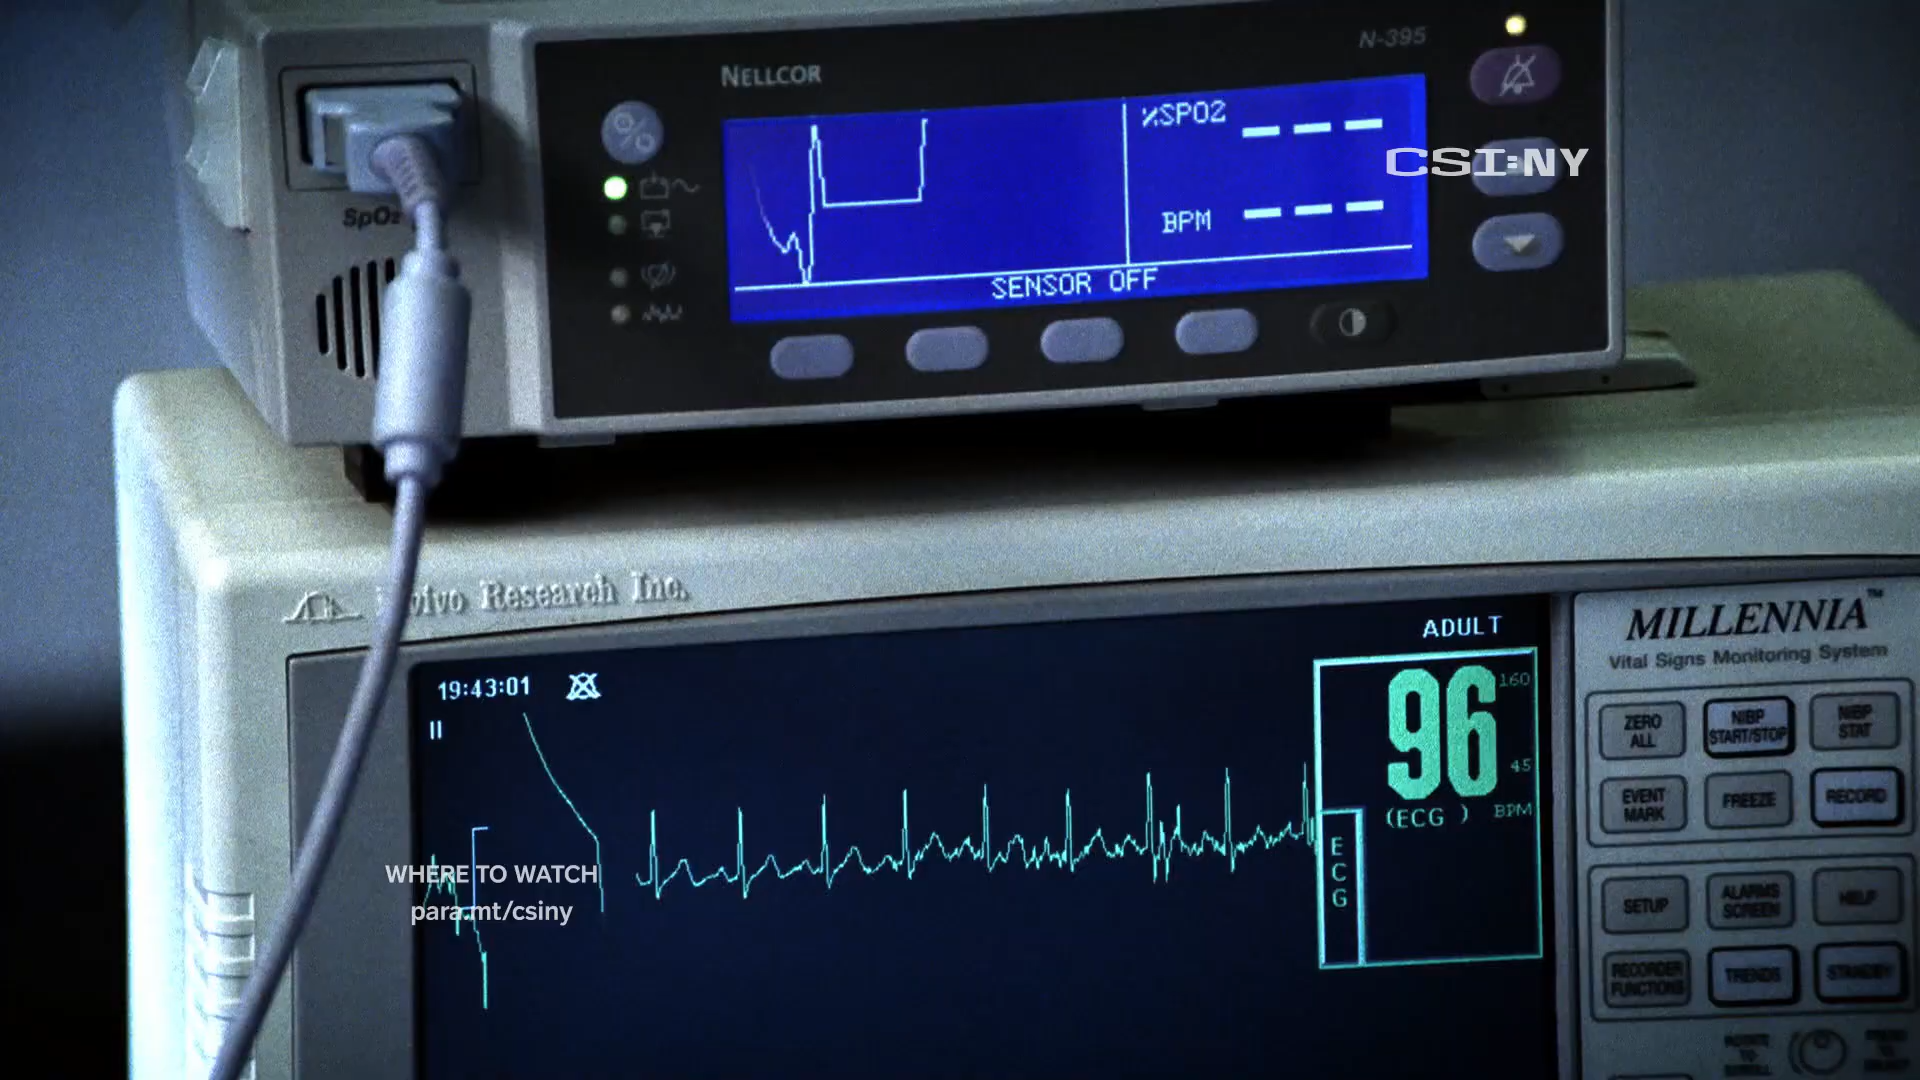 NELLCOR
N-395
SpO₂
%SPO2 --- 
BPM ---
SENSOR OFF
CSI:NY
Research Inc.
MILLENNIA™
Vital Signs Monitoring System
ADULT
19:43:01
II
96
160
45
(ECG )
BPM
ECG
ZERO ALL
NIBP START/STOP
NIBP STAT
EVENT MARK
FREEZE
RECORD
SETUP
ALARMS SCREEN
HELP
RECORDER FUNCTIONS
TRENDS
STANDBY
WHERE TO WATCH
para.mt/csiny